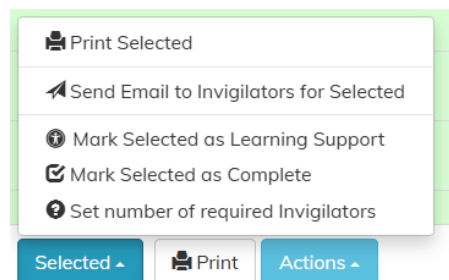 Print Selected
Send Email to Invigilators for Selected
Mark Selected as Learning Support
Mark Selected as Complete
Set number of required Invigilators
Selected Print Actions